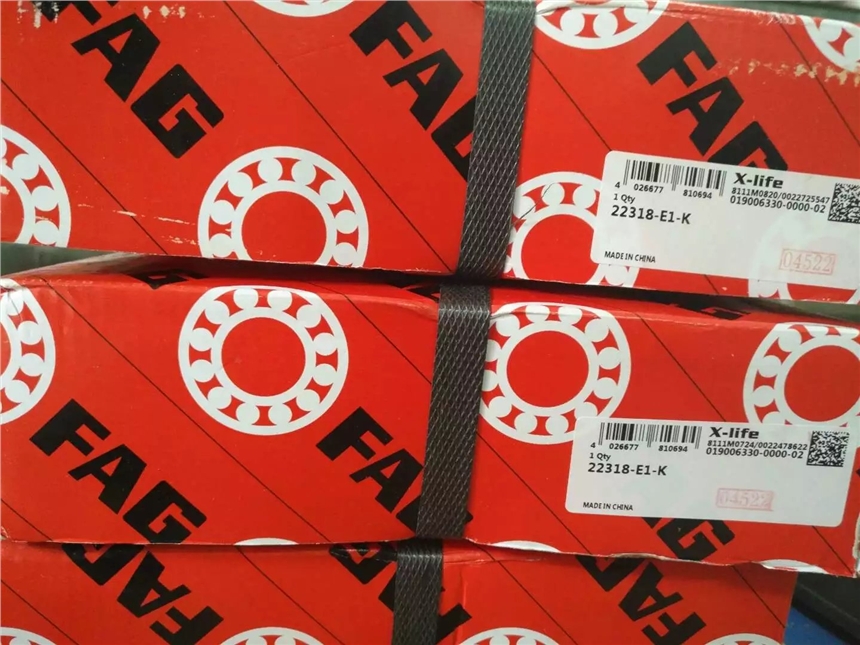 FAG
FAG
FAG
X-life
4 026677 810694
8111M0820/0022725547
1 Qty
019006330-0000-02
22318-E1-K
MADE IN CHINA
04522
FAG
FAG
X-life
4 026677 810694
8111M0724/0022478622
1 Qty
019006330-0000-02
22318-E1-K
MADE IN CHINA
04522
FAG
FAG